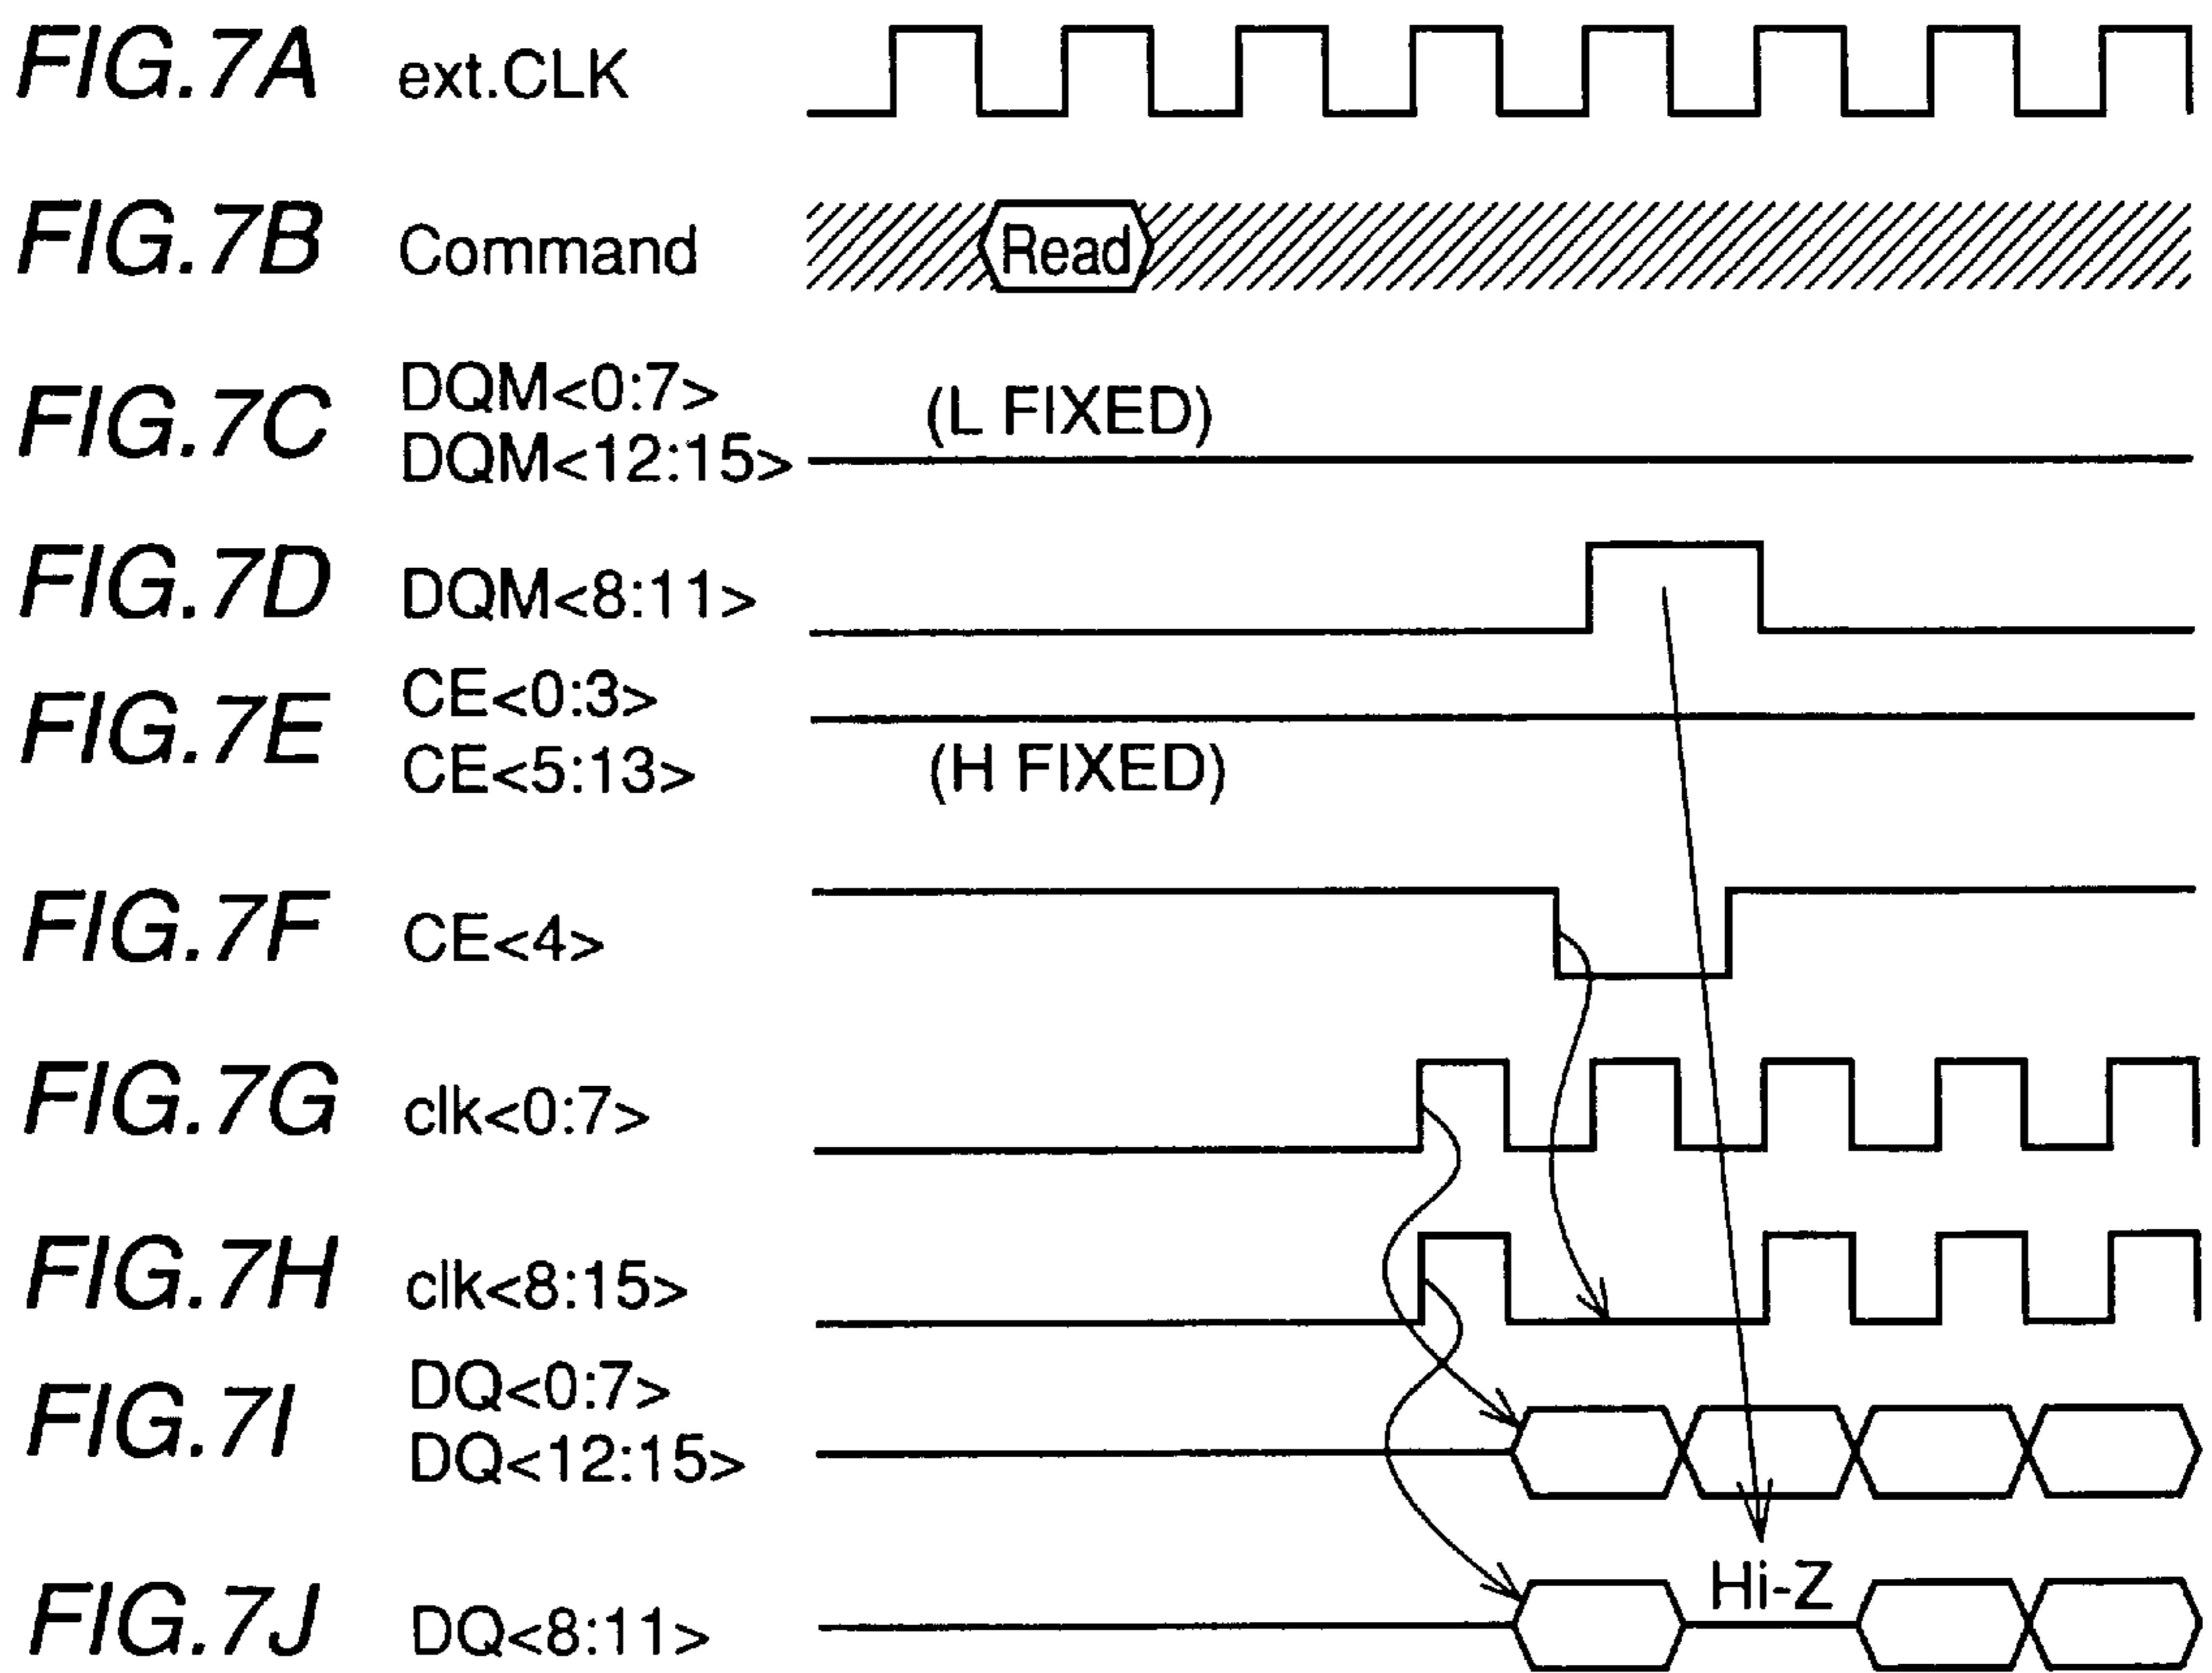 FIG.7A ext.CLK
FIG.7B Command Read
FIG.7C DQM<0:7>
DQM<12:15> (L FIXED)
FIG.7D DQM<8:11>
FIG.7E CE<0:3>
CE<5:13> (H FIXED)
FIG.7F CE<4>
FIG.7G clk<0:7>
FIG.7H clk<8:15>
FIG.7I DQ<0:7>
DQ<12:15>
Hi-Z
FIG.7J DQ<8:11>